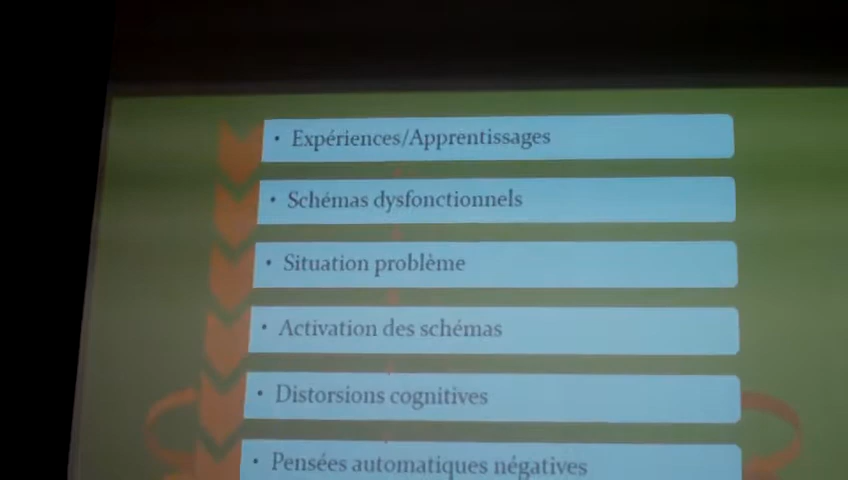 • Expériences/Apprentissages
• Schémas dysfonctionnels
• Situation problème
• Activation des schémas
• Distorsions cognitives
• Pensées automatiques négatives